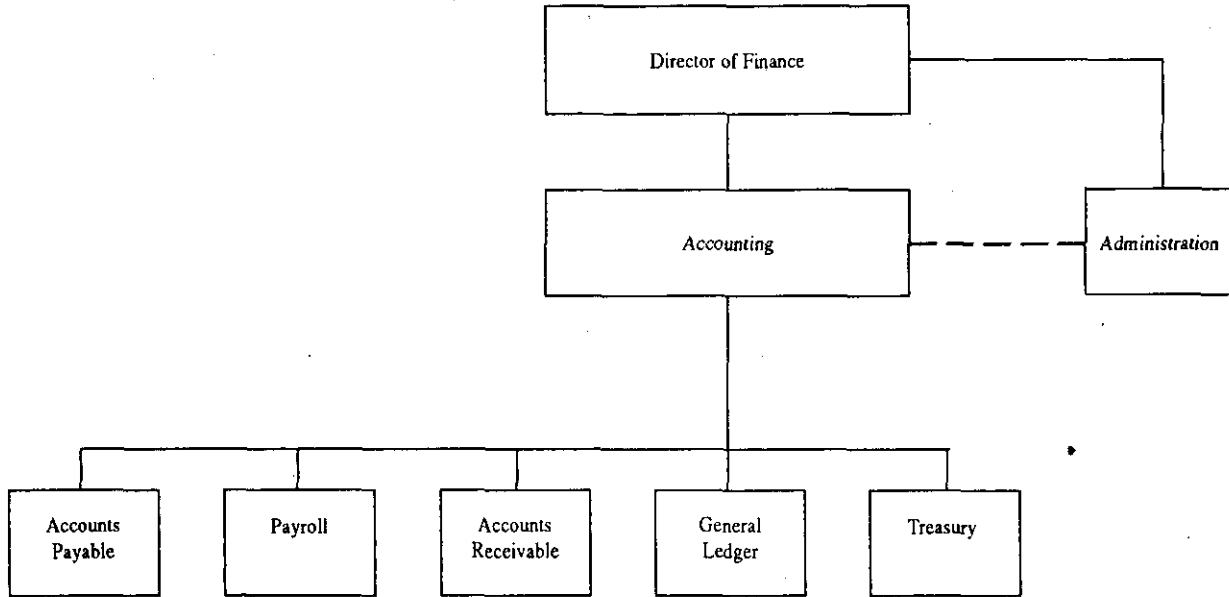 Director of Finance
Accounting
Administration
Accounts
Payable
Payroll
Accounts
Receivable
General
Ledger
Treasury